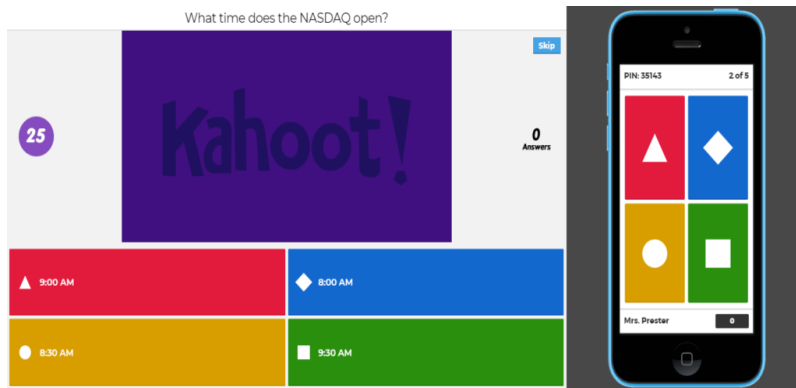 What time does the NASDAQ open?
Skip
25
Kahoot!
0
Answers
9:00 AM
8:00 AM
8:30 AM
9:30 AM
PIN: 35143 2 of 5
Mrs. Prester 0